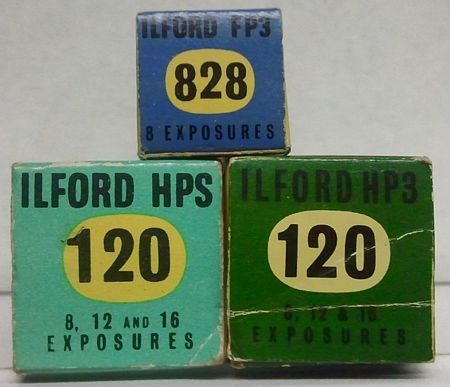 ILFORD FP3
828
8 EXPOSURES
ILFORD HPS
120
8, 12 AND 16
EXPOSURES
ILFORD HP3
120
8, 12 & 16
EXPOSURES